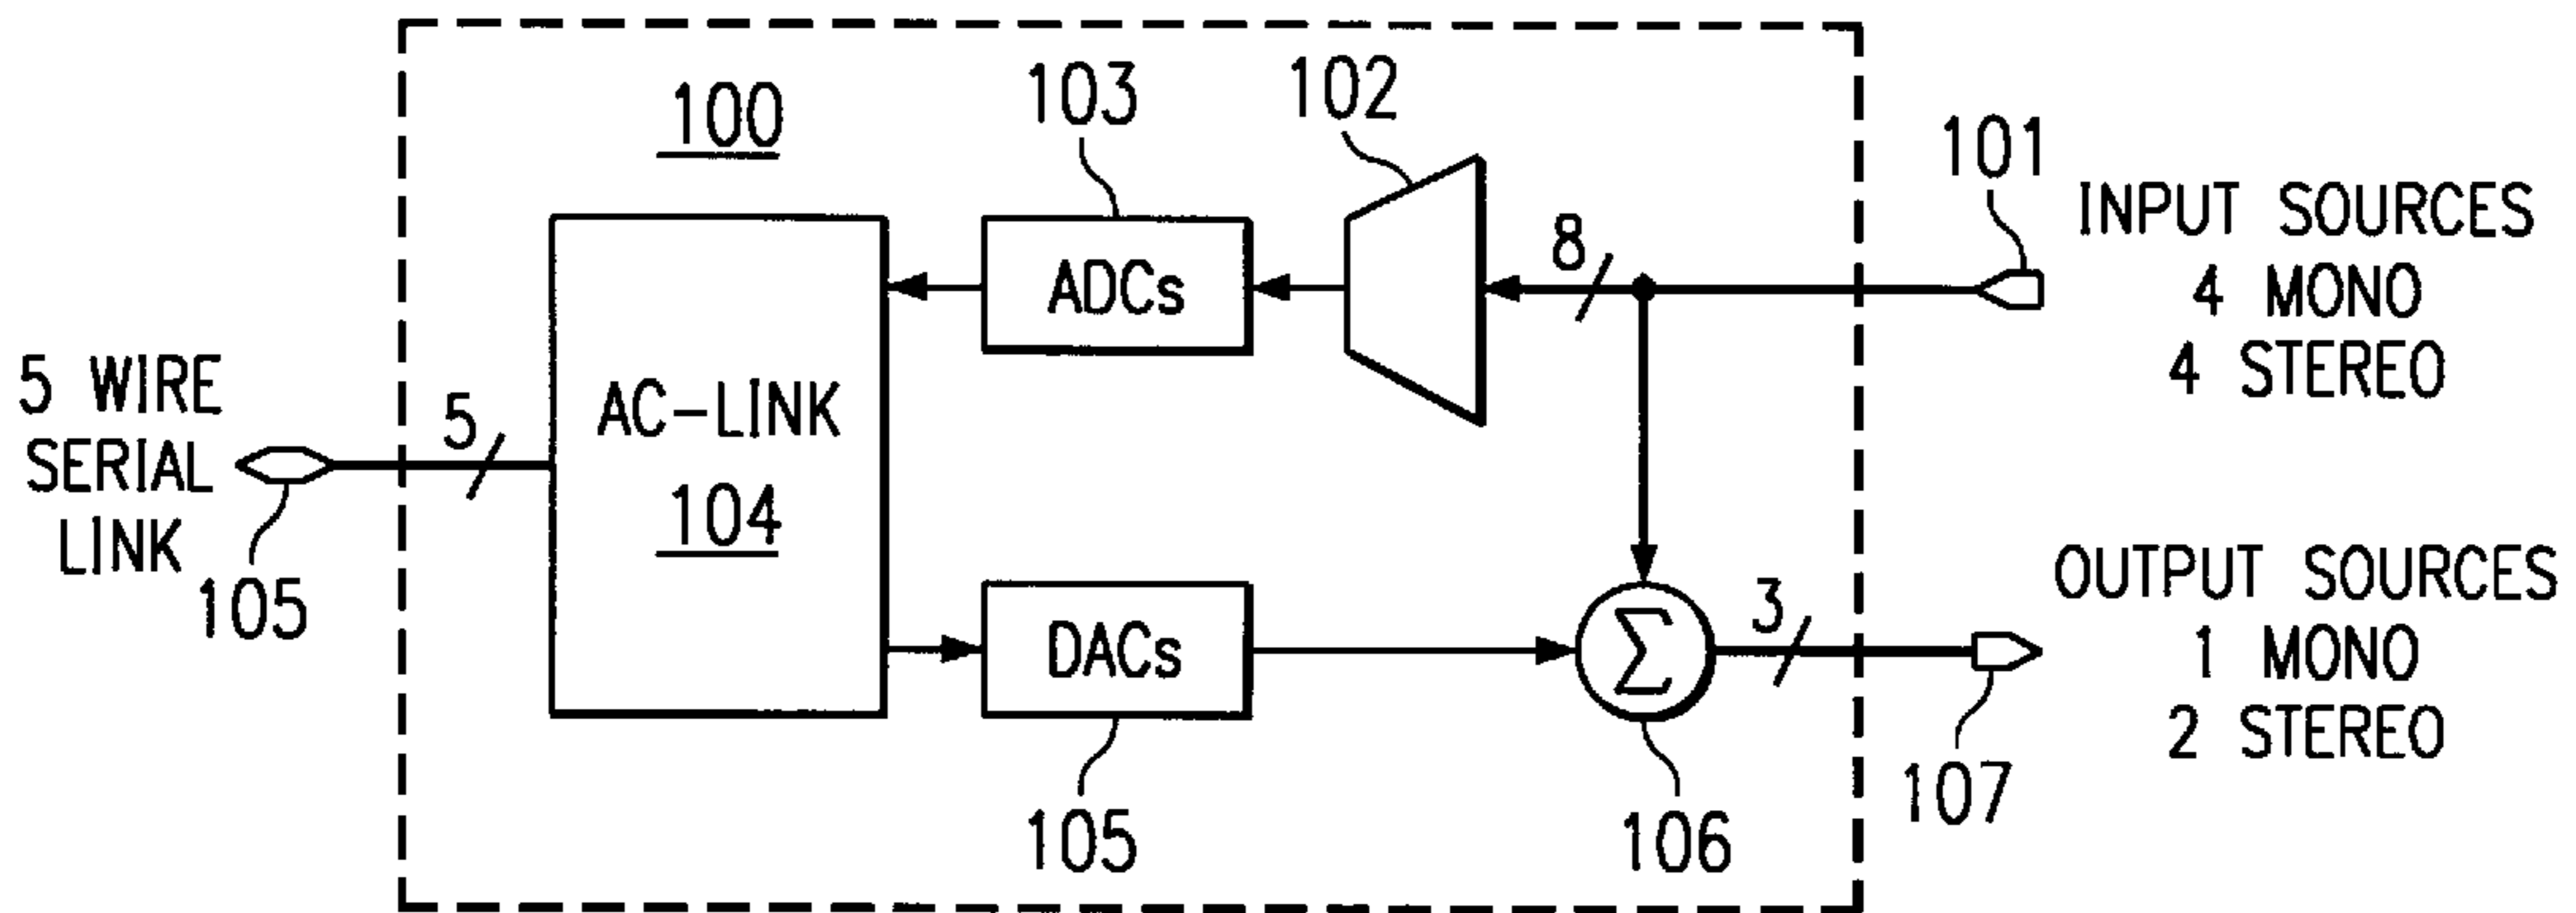 100
103
102
101
INPUT SOURCES
4 MONO
4 STEREO
8
ADCs
5 WIRE
SERIAL
LINK
105
5
AC-LINK
104
DACs
105
Σ
106
3
OUTPUT SOURCES
1 MONO
2 STEREO
107